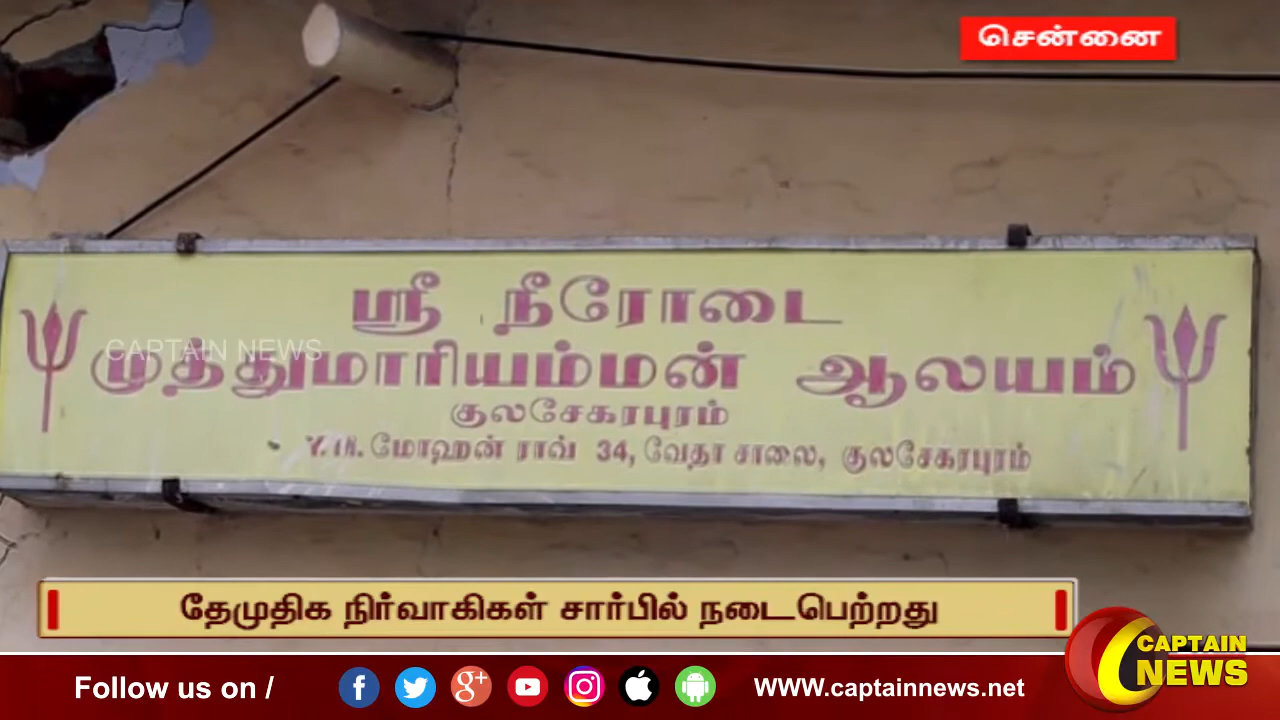 சென்னை
ஸ்ரீ நீரோடை
முத்துமாரியம்மன் ஆலயம்
CAPTAIN NEWS
குலசேகரபுரம்
மோஹன் ராவ் 34, வேதா சாலை, குலசேகரபுரம்
தேமுதிக நிர்வாகிகள் சார்பில் நடைபெற்றது
CAPTAIN
NEWS
Follow us on /
WWW.captainnews.net